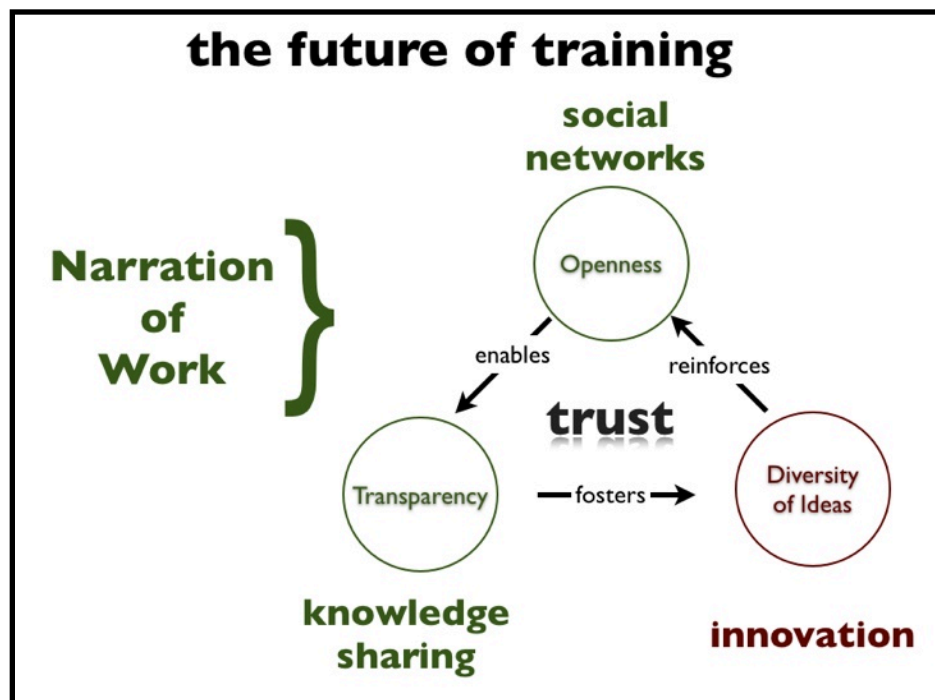 the future of training
social
networks
Narration
of
Work
}
Openness
enables
reinforces
trust
Transparency
fosters
Diversity
of Ideas
knowledge
sharing
innovation